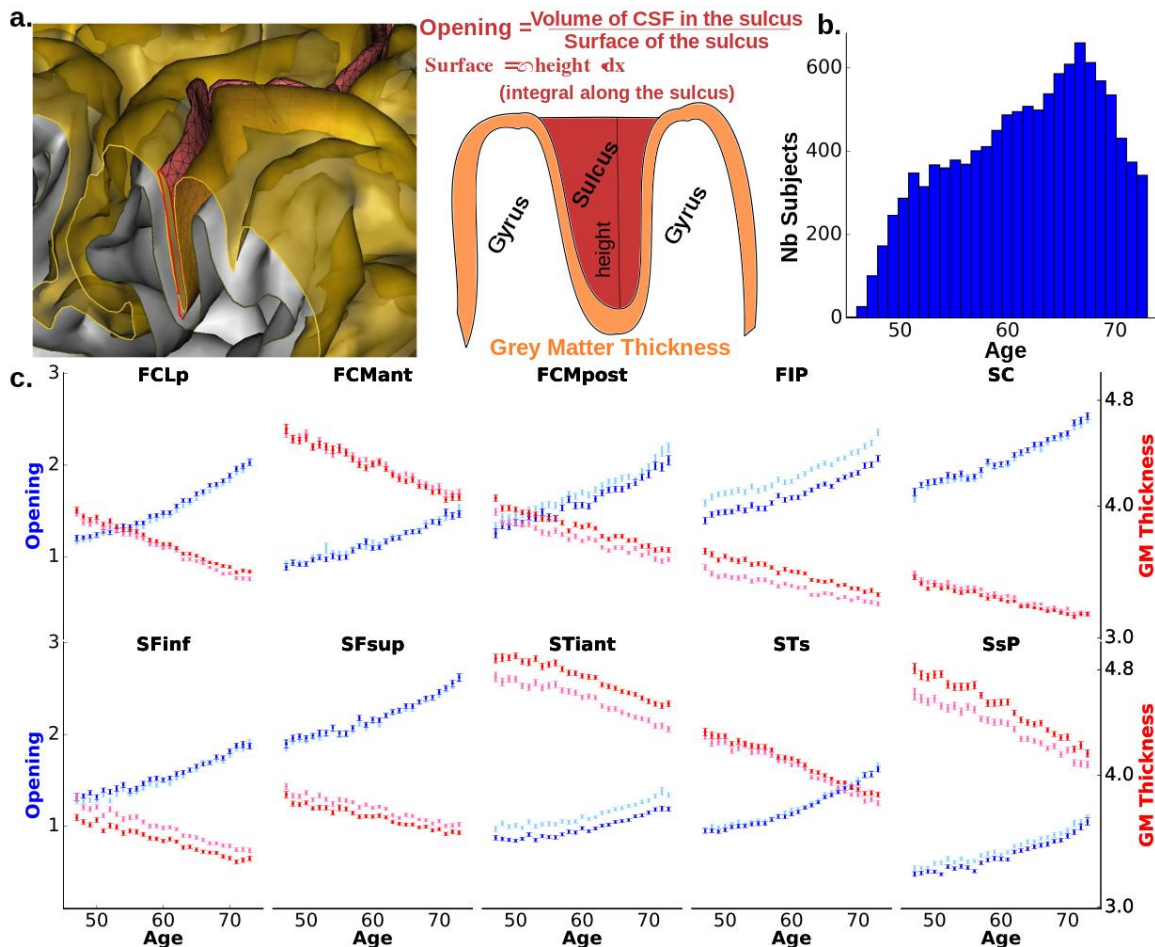 a.
Opening = Volume of CSF in the sulcus
Surface of the sulcus
Surface = height dx
(integral along the sulcus)
Gyrus
Sulcus
height
Gyrus
Grey Matter Thickness
b.
Nb Subjects
600
400
200
0
50 60 70
Age
c.
FCLp FCMant FCMpost FIP SC
3
2
1
Opening
4.8
4.0
3.0
GM Thickness
SFinf SFsup STiant STs SsP
3
2
1
Opening
4.8
4.0
3.0
GM Thickness
50 60 70 50 60 70 50 60 70 50 60 70 50 60 70
Age Age Age Age Age